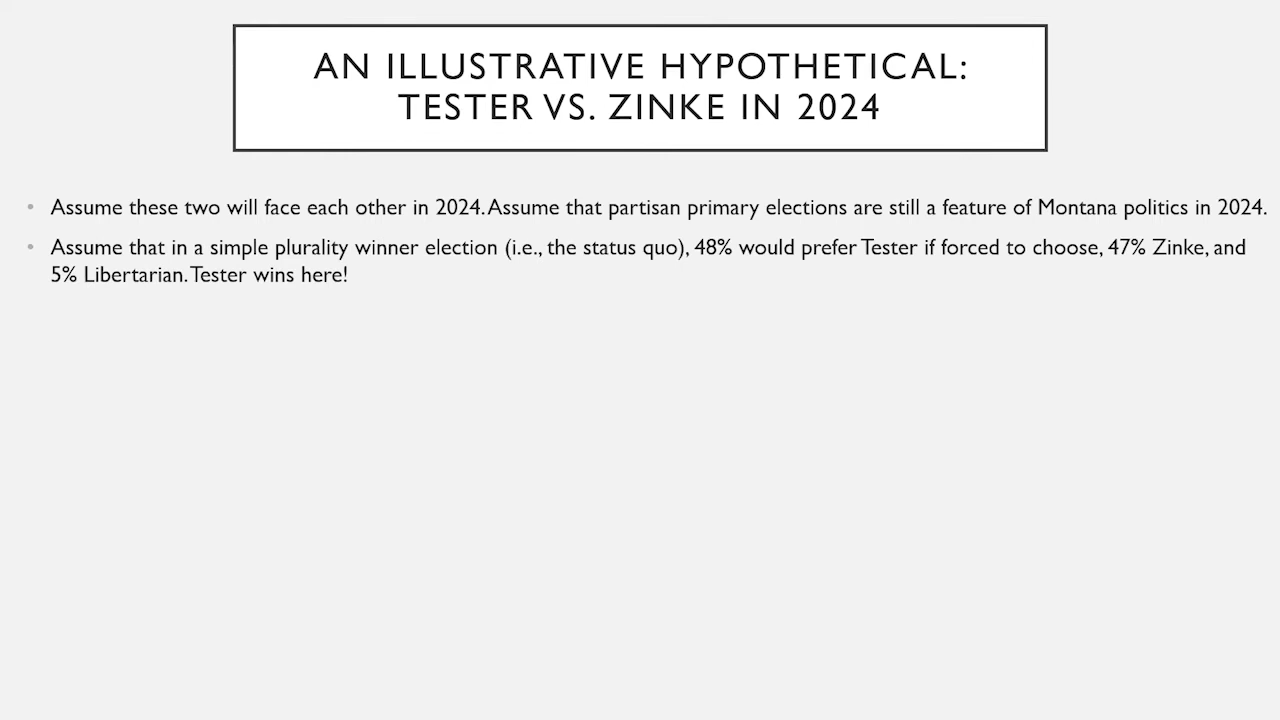 AN ILLUSTRATIVE HYPOTHETICAL:
TESTER VS. ZINKE IN 2024
• Assume these two will face each other in 2024. Assume that partisan primary elections are still a feature of Montana politics in 2024.
• Assume that in a simple plurality winner election (i.e., the status quo), 48% would prefer Tester if forced to choose, 47% Zinke, and
5% Libertarian. Tester wins here!